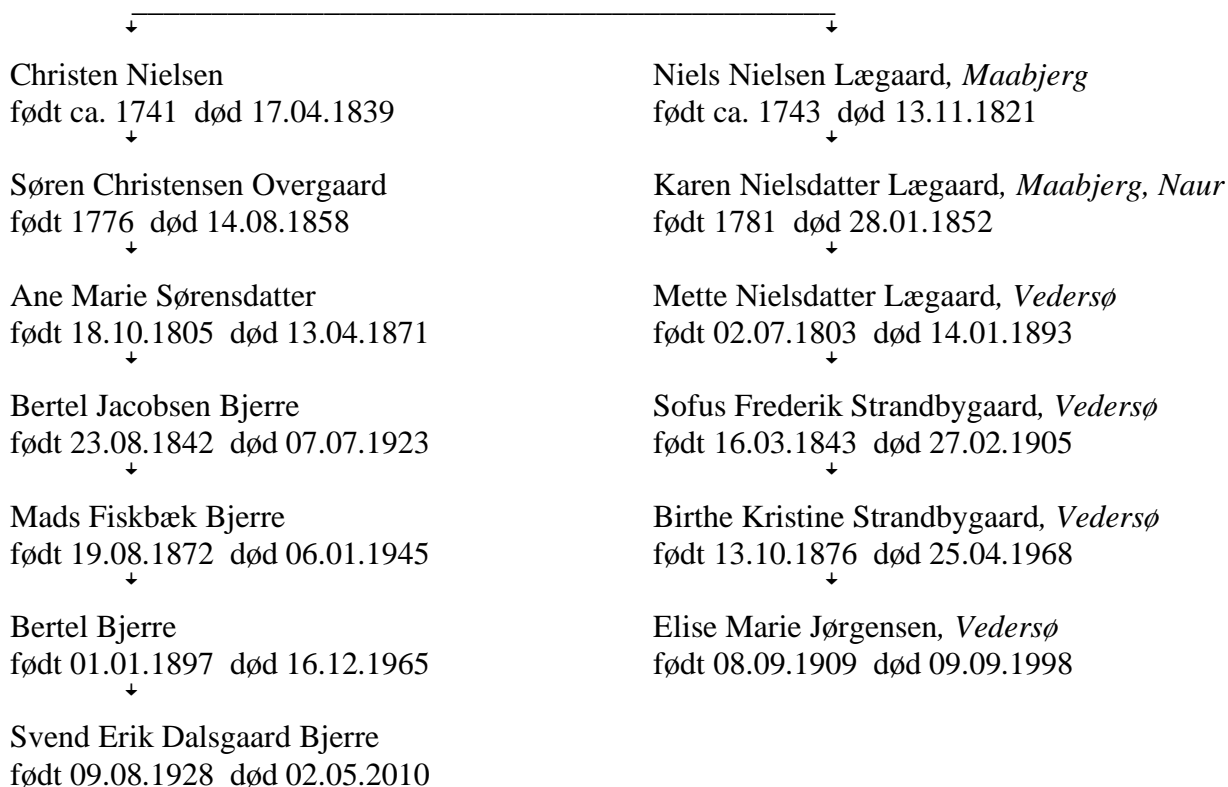 Christen Nielsen
født ca. 1741 død 17.04.1839
Søren Christensen Overgaard
født 1776 død 14.08.1858
Ane Marie Sørensdatter
født 18.10.1805 død 13.04.1871
Bertel Jacobsen Bjerre
født 23.08.1842 død 07.07.1923
Mads Fiskbæk Bjerre
født 19.08.1872 død 06.01.1945
Bertel Bjerre
født 01.01.1897 død 16.12.1965
Svend Erik Dalsgaard Bjerre
født 09.08.1928 død 02.05.2010
Niels Nielsen Lægaard, Maabjerg
født ca. 1743 død 13.11.1821
Karen Nielsdatter Lægaard, Maabjerg, Naur
født 1781 død 28.01.1852
Mette Nielsdatter Lægaard, Vedersø
født 02.07.1803 død 14.01.1893
Sofus Frederik Strandbygaard, Vedersø
født 16.03.1843 død 27.02.1905
Birthe Kristine Strandbygaard, Vedersø
født 13.10.1876 død 25.04.1968
Elise Marie Jørgensen, Vedersø
født 08.09.1909 død 09.09.1998